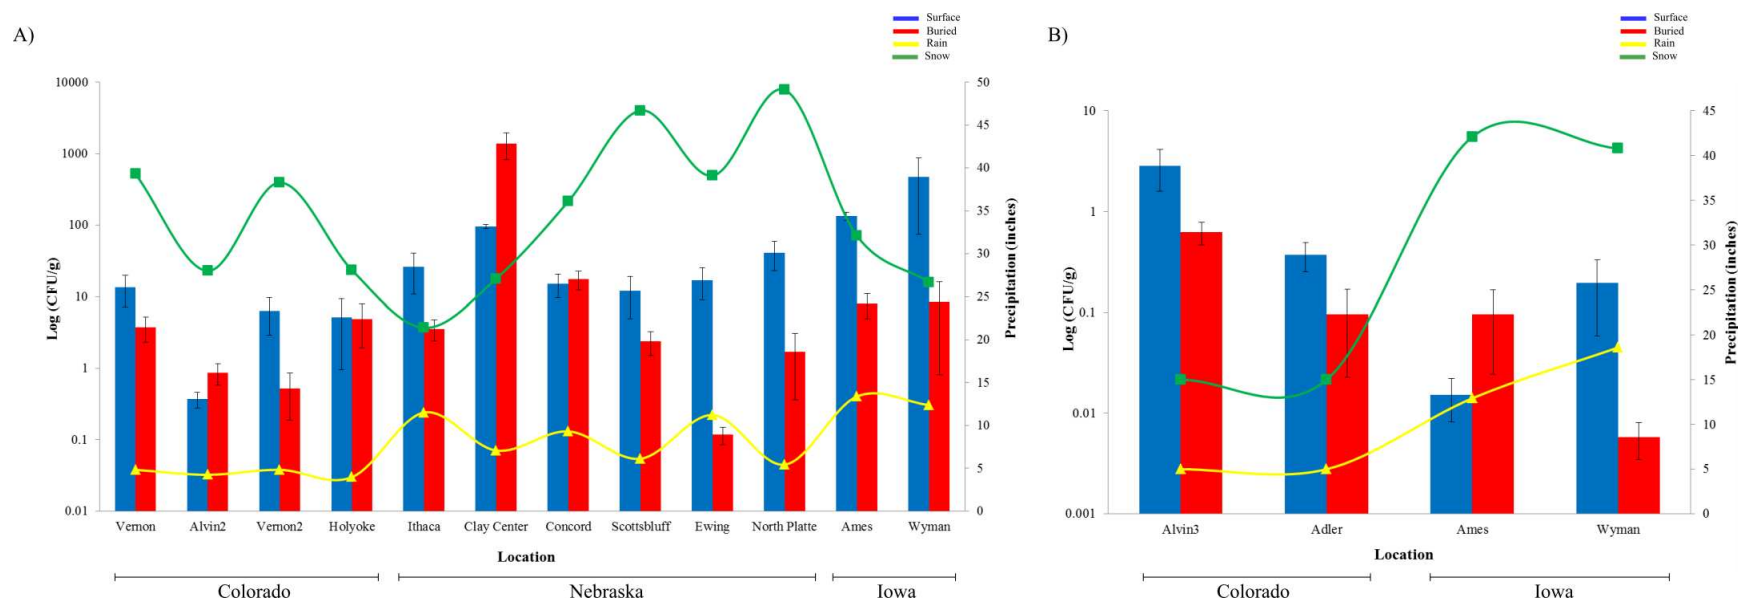 A)
Surface
Buried
Rain
Snow
10000
1000
100
10
1
0.1
0.01
Log (CFU/g)
50
45
40
35
30
25
20
15
10
5
0
Precipitation (inches)
Vernon Alvin2 Vernon2 Holyoke Ithaca Clay Center Concord Scottsbluff Ewing North Platte Ames Wyman
Location
Colorado Nebraska Iowa
B)
Surface
Buried
Rain
Snow
10
1
0.1
0.01
0.001
Log (CFU/g)
45
40
35
30
25
20
15
10
5
0
Precipitation (inches)
Alvin3 Adler Ames Wyman
Location
Colorado Iowa